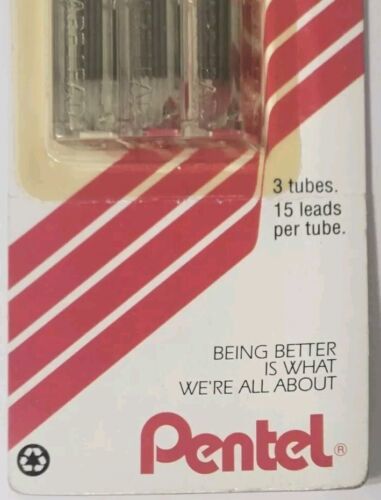 3 tubes.
15 leads
per tube.
BEING BETTER
IS WHAT
WE'RE ALL ABOUT
Pentel®